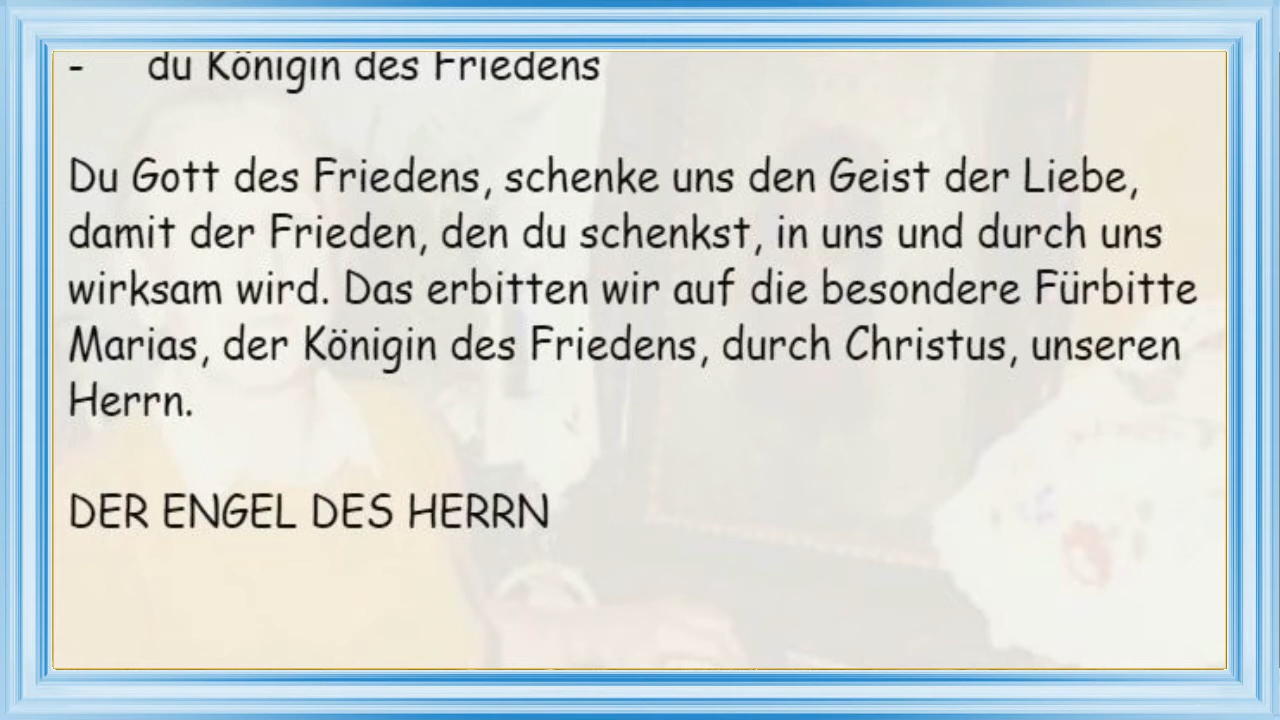 - du Königin des Friedens
Du Gott des Friedens, schenke uns den Geist der Liebe,
damit der Frieden, den du schenkst, in uns und durch uns
wirksam wird. Das erbitten wir auf die besondere Fürbitte
Marias, der Königin des Friedens, durch Christus, unseren
Herrn.
DER ENGEL DES HERRN